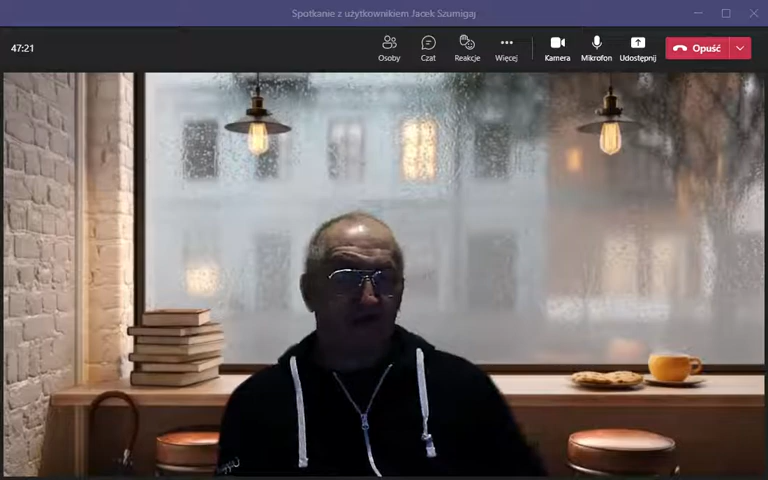 Spotkanie z użytkownikiem Jacek Szumigaj
47:21
Osoby
Czat
Reakcje
Więcej
Kamera
Mikrofon
Udostępnij
Opuść